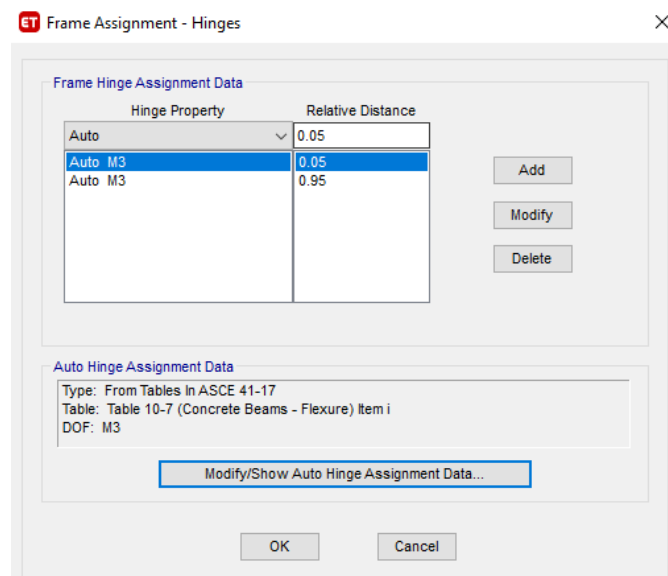 ET Frame Assignment - Hinges
Frame Hinge Assignment Data
Hinge Property Relative Distance
Auto 0.05
Auto M3 0.05
Auto M3 0.95
Add
Modify
Delete
Auto Hinge Assignment Data
Type: From Tables In ASCE 41-17
Table: Table 10-7 (Concrete Beams - Flexure) Item i
DOF: M3
Modify/Show Auto Hinge Assignment Data...
OK Cancel